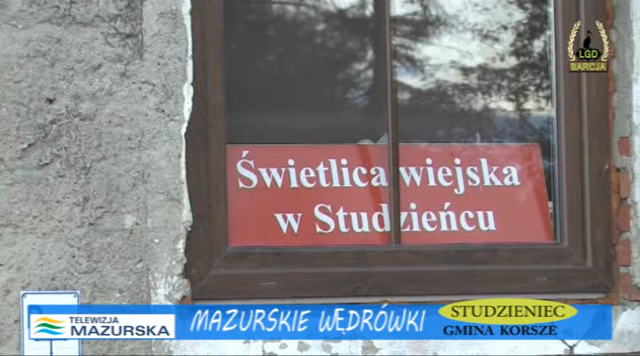 LGD
BARCJA
Świetlica wiejska
w Studzieńcu
TELEWIZJA
MAZURSKA
MAZURSKIE WĘDRÓWKI
STUDZIENIEC
GMINA KORSZE